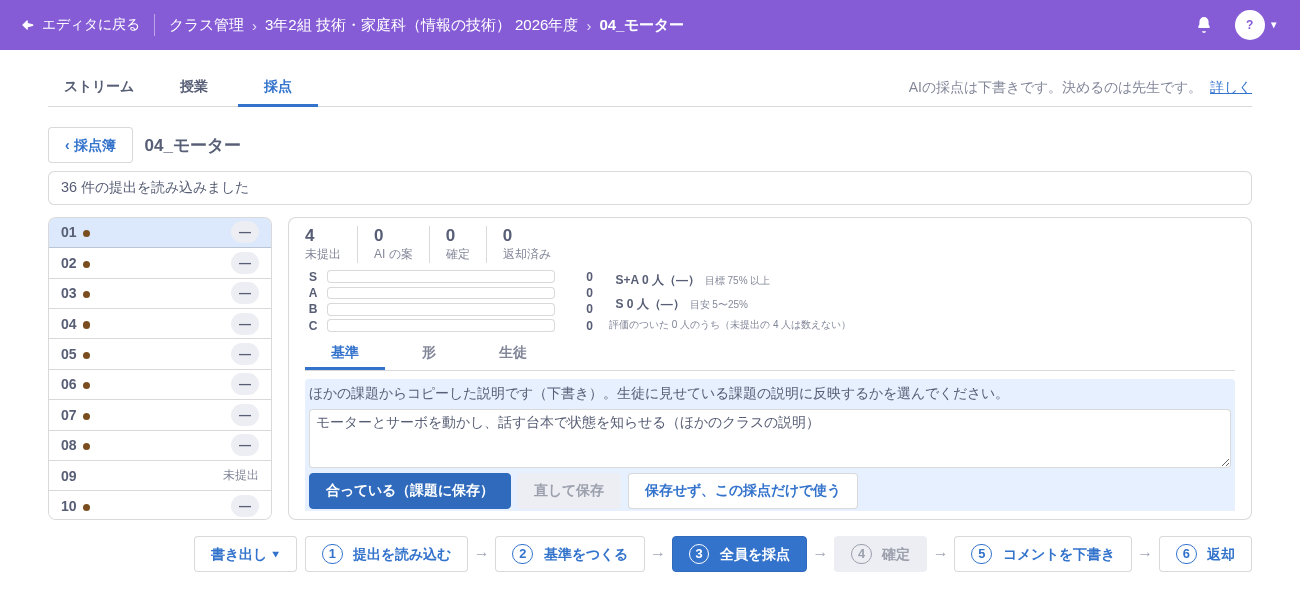 エディタに戻る クラス管理 › 3年2組 技術・家庭科（情報の技術） 2026年度 › 04_モーター ?
ストリーム 授業 採点 AIの採点は下書きです。決めるのは先生です。 詳しく
‹ 採点簿 04_モーター
36 件の提出を読み込みました
01 —
02 —
03 —
04 —
05 —
06 —
07 —
08 —
09 未提出
10 —
4 0 0 0
未提出 AI の案 確定 返却済み
S 0
A 0
B 0
C 0
S+A 0 人（—） 目標 75% 以上
S 0 人（—） 目安 5〜25%
評価のついた 0 人のうち（未提出の 4 人は数えない）
基準 形 生徒
ほかの課題からコピーした説明です（下書き）。生徒に見せている課題の説明に反映するかを選んでください。
モーターとサーボを動かし、話す台本で状態を知らせる（ほかのクラスの説明）
合っている（課題に保存） 直して保存 保存せず、この採点だけで使う
書き出し ▾ 1 提出を読み込む → 2 基準をつくる → 3 全員を採点 → 4 確定 → 5 コメントを下書き → 6 返却